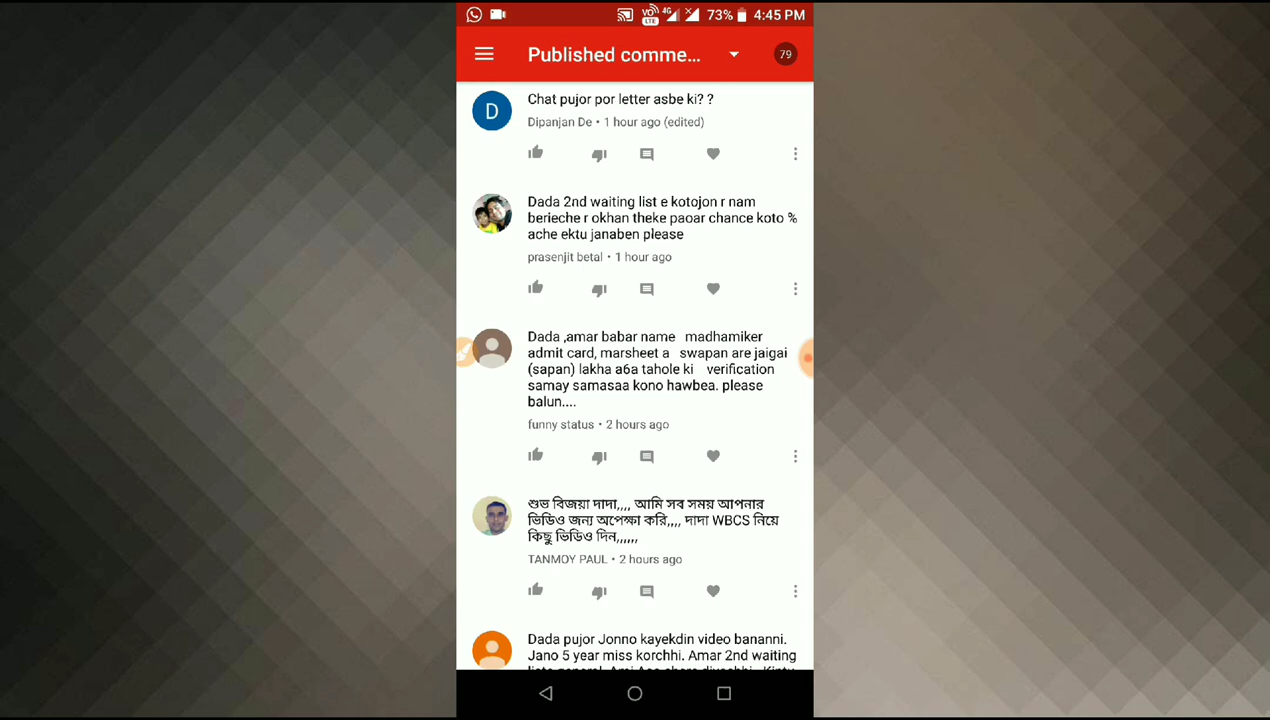 VO LTE 4G 73% 4:45 PM
Published comme... 79
D
Chat pujor por letter asbe ki? ?
Dipanjan De • 1 hour ago (edited)
Dada 2nd waiting list e kotojon r nam
berieche r okhan theke paoar chance koto %
ache ektu janaben please
prasenjit betal • 1 hour ago
Dada ,amar babar name madhamiker
admit card, marsheet a swapan are jaigai
(sapan) lakha a6a tahole ki verification
samay samasaa kono hawbea. please
balun....
funny status • 2 hours ago
শুভ বিজয়া দাদা,,,, আমি সব সময় আপনার
ভিডিও জন্য অপেক্ষা করি,,,, দাদা WBCS নিয়ে
কিছু ভিডিও দিন,,,,,,
TANMOY PAUL • 2 hours ago
Dada pujor Jonno kayekdin video bananni.
Jano 5 year miss korchhi. Amar 2nd waiting